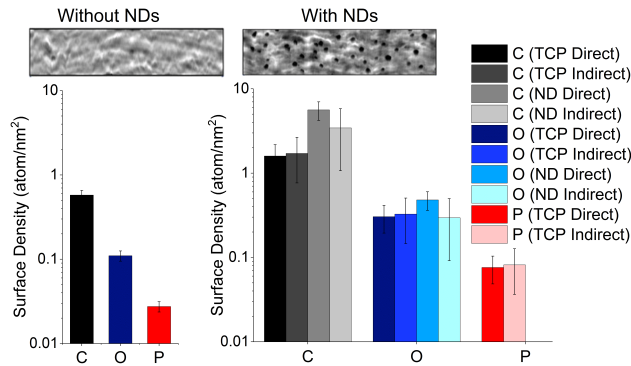 Without NDs
With NDs
Surface Density (atom/nm²)
10
1
0.1
0.01
C O P
Surface Density (atom/nm²)
10
1
0.1
0.01
C O P
C (TCP Direct)
C (TCP Indirect)
C (ND Direct)
C (ND Indirect)
O (TCP Direct)
O (TCP Indirect)
O (ND Direct)
O (ND Indirect)
P (TCP Direct)
P (TCP Indirect)